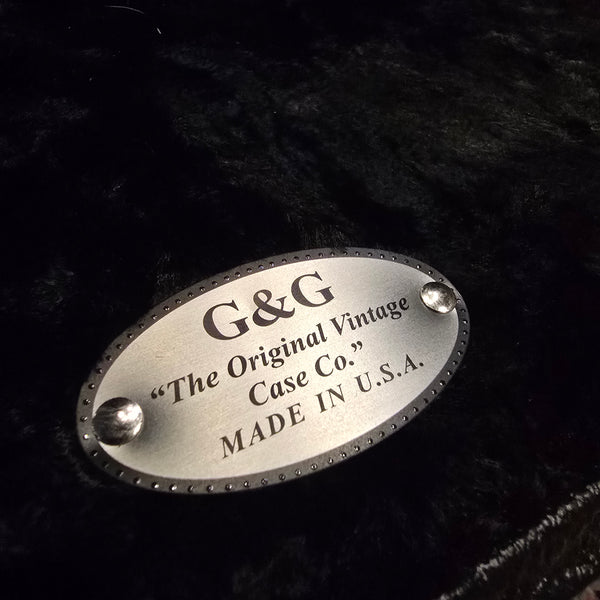 G&G
“The Original Vintage
Case Co.”
MADE IN U.S.A.